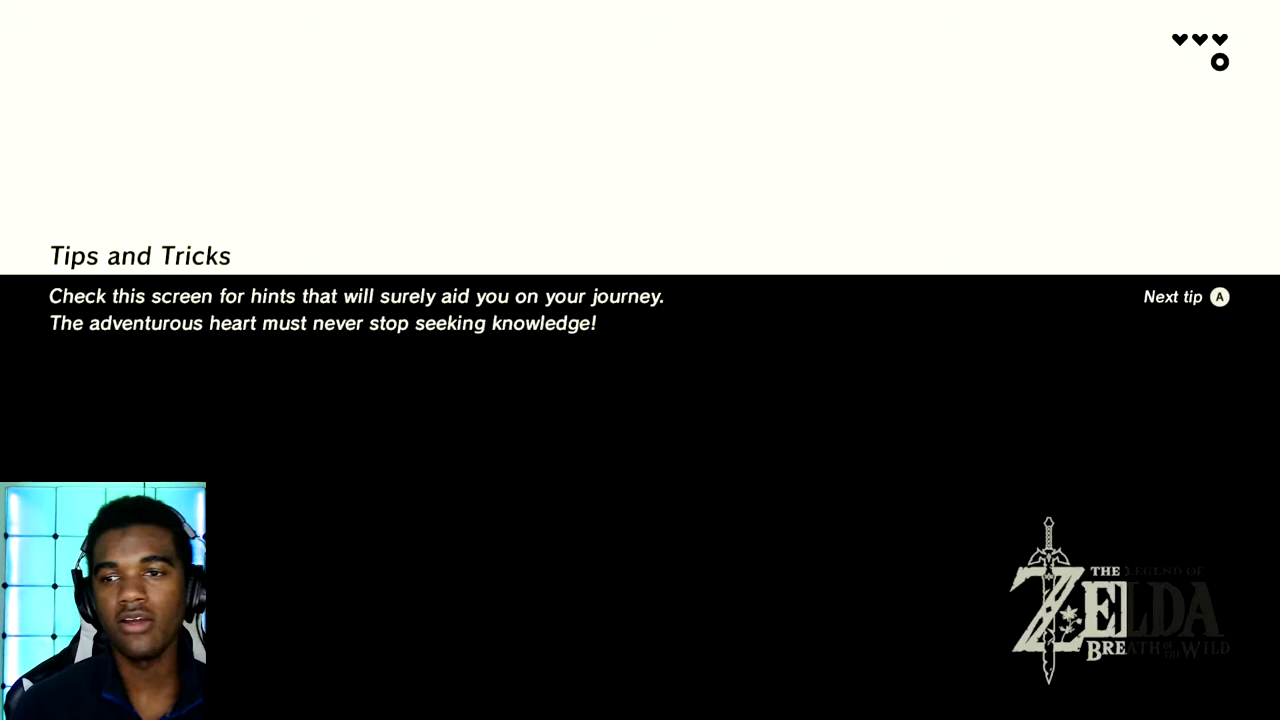 Tips and Tricks
Check this screen for hints that will surely aid you on your journey.
The adventurous heart must never stop seeking knowledge!
Next tip A
THE LEGEND OF
ZELDA
BREATH OF THE WILD